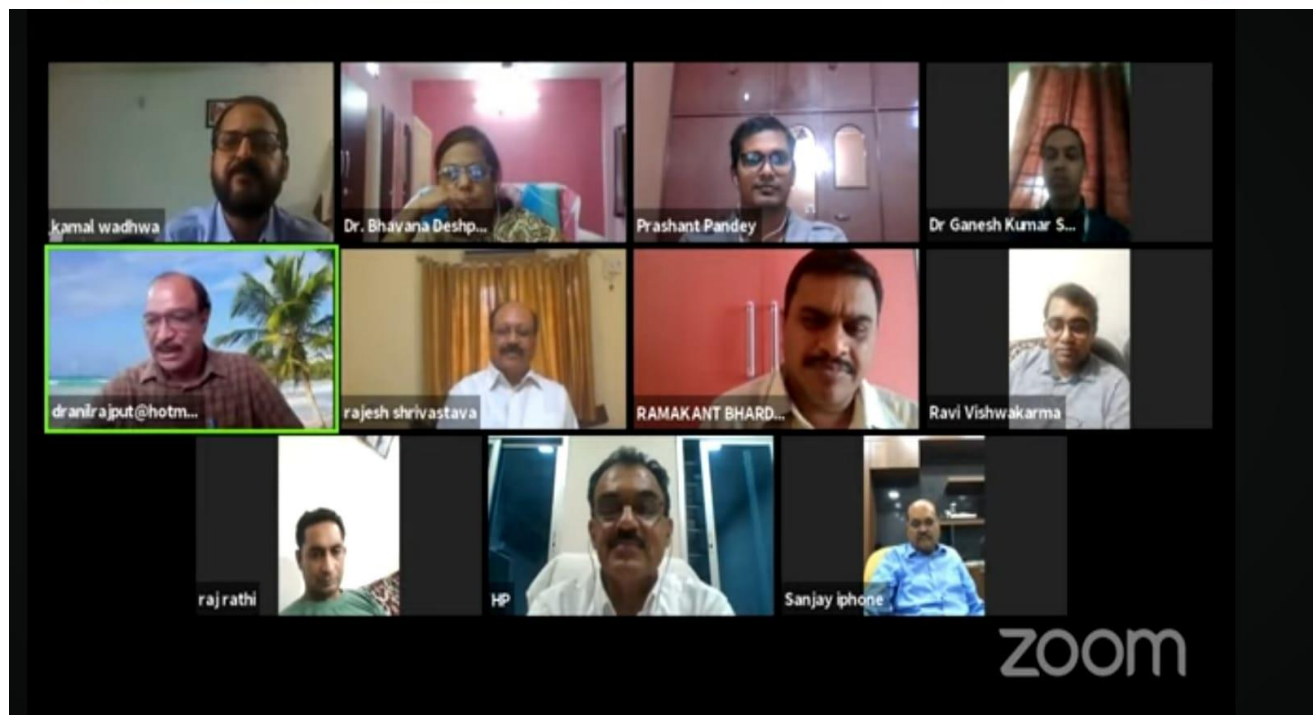 kamal wadhwa
Dr. Bhavana Deshp...
Prashant Pandey
Dr Ganesh Kumar S...
dranilrajput@hotm...
rajesh shrivastava
RAMAKANT BHARD...
Ravi Vishwakarma
raj rathi
HP
Sanjay iphone
zoom